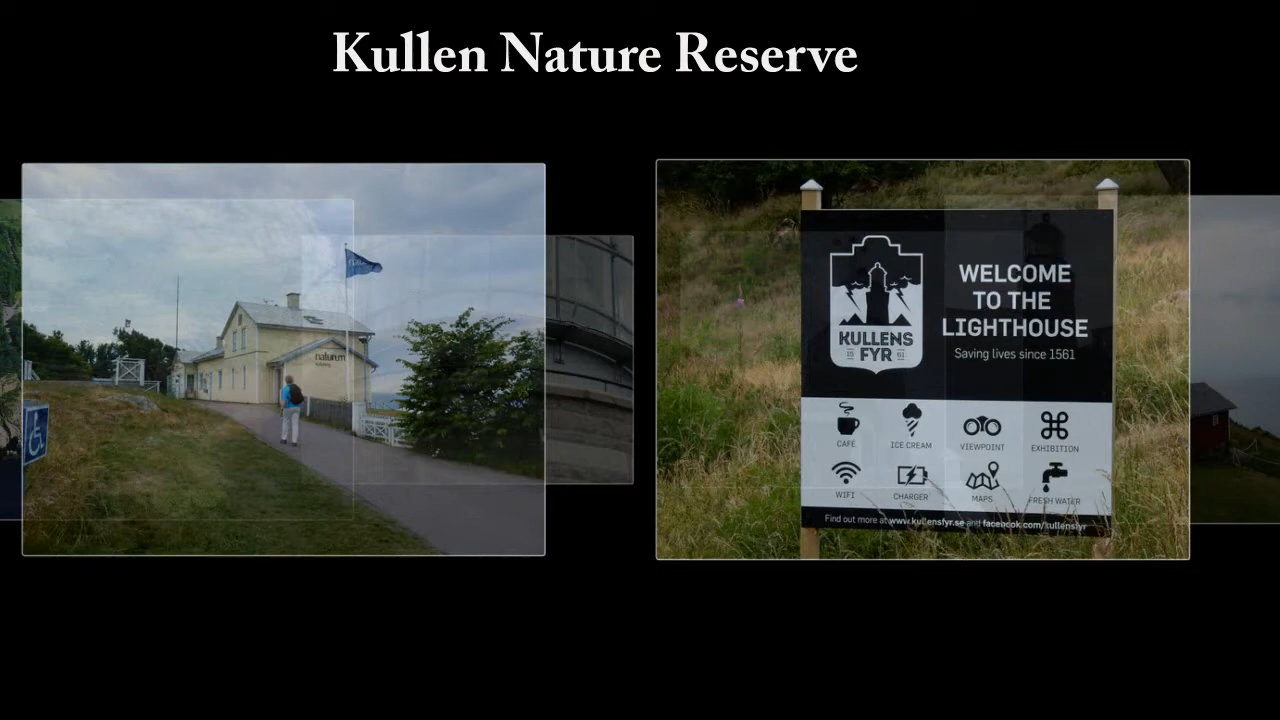 Kullen Nature Reserve
naturum
WELCOME
TO THE
LIGHTHOUSE
Saving lives since 1561
KULLENS
15 FYR 61
CAFÉ
ICE CREAM
VIEWPOINT
EXHIBITION
WIFI
CHARGER
MAPS
FRESH WATER
Find out more at www.kullensfyr.se and facebook.com/kullensfyr